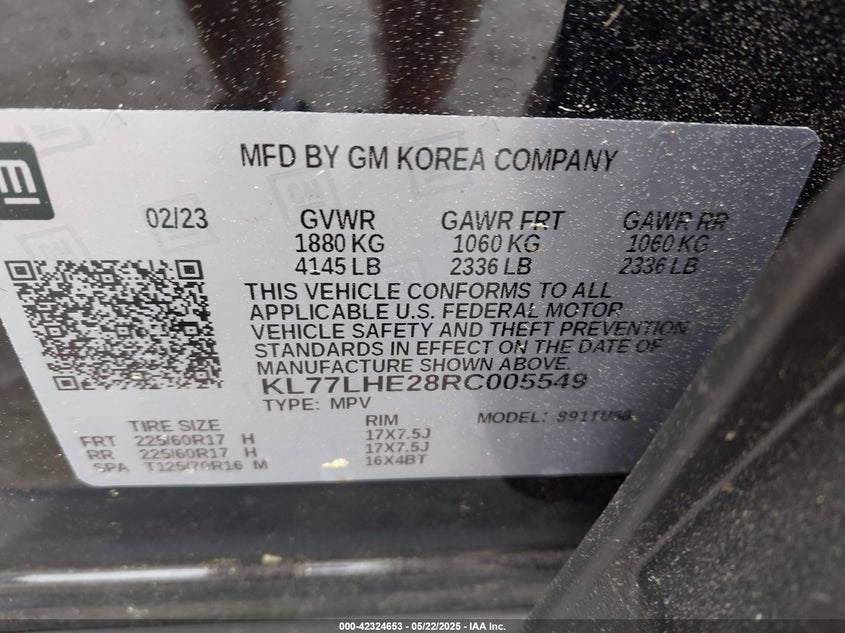 gm
MFD BY GM KOREA COMPANY
02/23 GVWR GAWR FRT GAWR RR
1880 KG 1060 KG 1060 KG
4145 LB 2336 LB 2336 LB
THIS VEHICLE CONFORMS TO ALL
APPLICABLE U.S. FEDERAL MOTOR
VEHICLE SAFETY AND THEFT PREVENTION
STANDARDS IN EFFECT ON THE DATE OF
MANUFACTURE SHOWN ABOVE.
KL77LHE28RC005549
TYPE: MPV MODEL:
TIRE SIZE RIM
FRT 225/60R17 H 17X7.5J
RR 225/60R17 H 17X7.5J
SPA T125/70R16 M 16X4BT
000-42324653 - 05/22/2025 - IAA Inc.